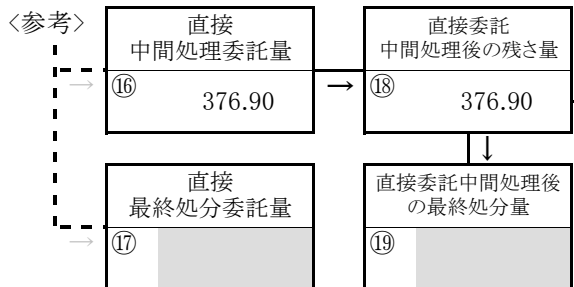 〈参考〉
直接
中間処理委託量
⑯
376.90
→
→
直接委託
中間処理後の残さ量
⑱
376.90
↓
直接
最終処分委託量
⑰
→
直接委託中間処理後
の最終処分量
⑲